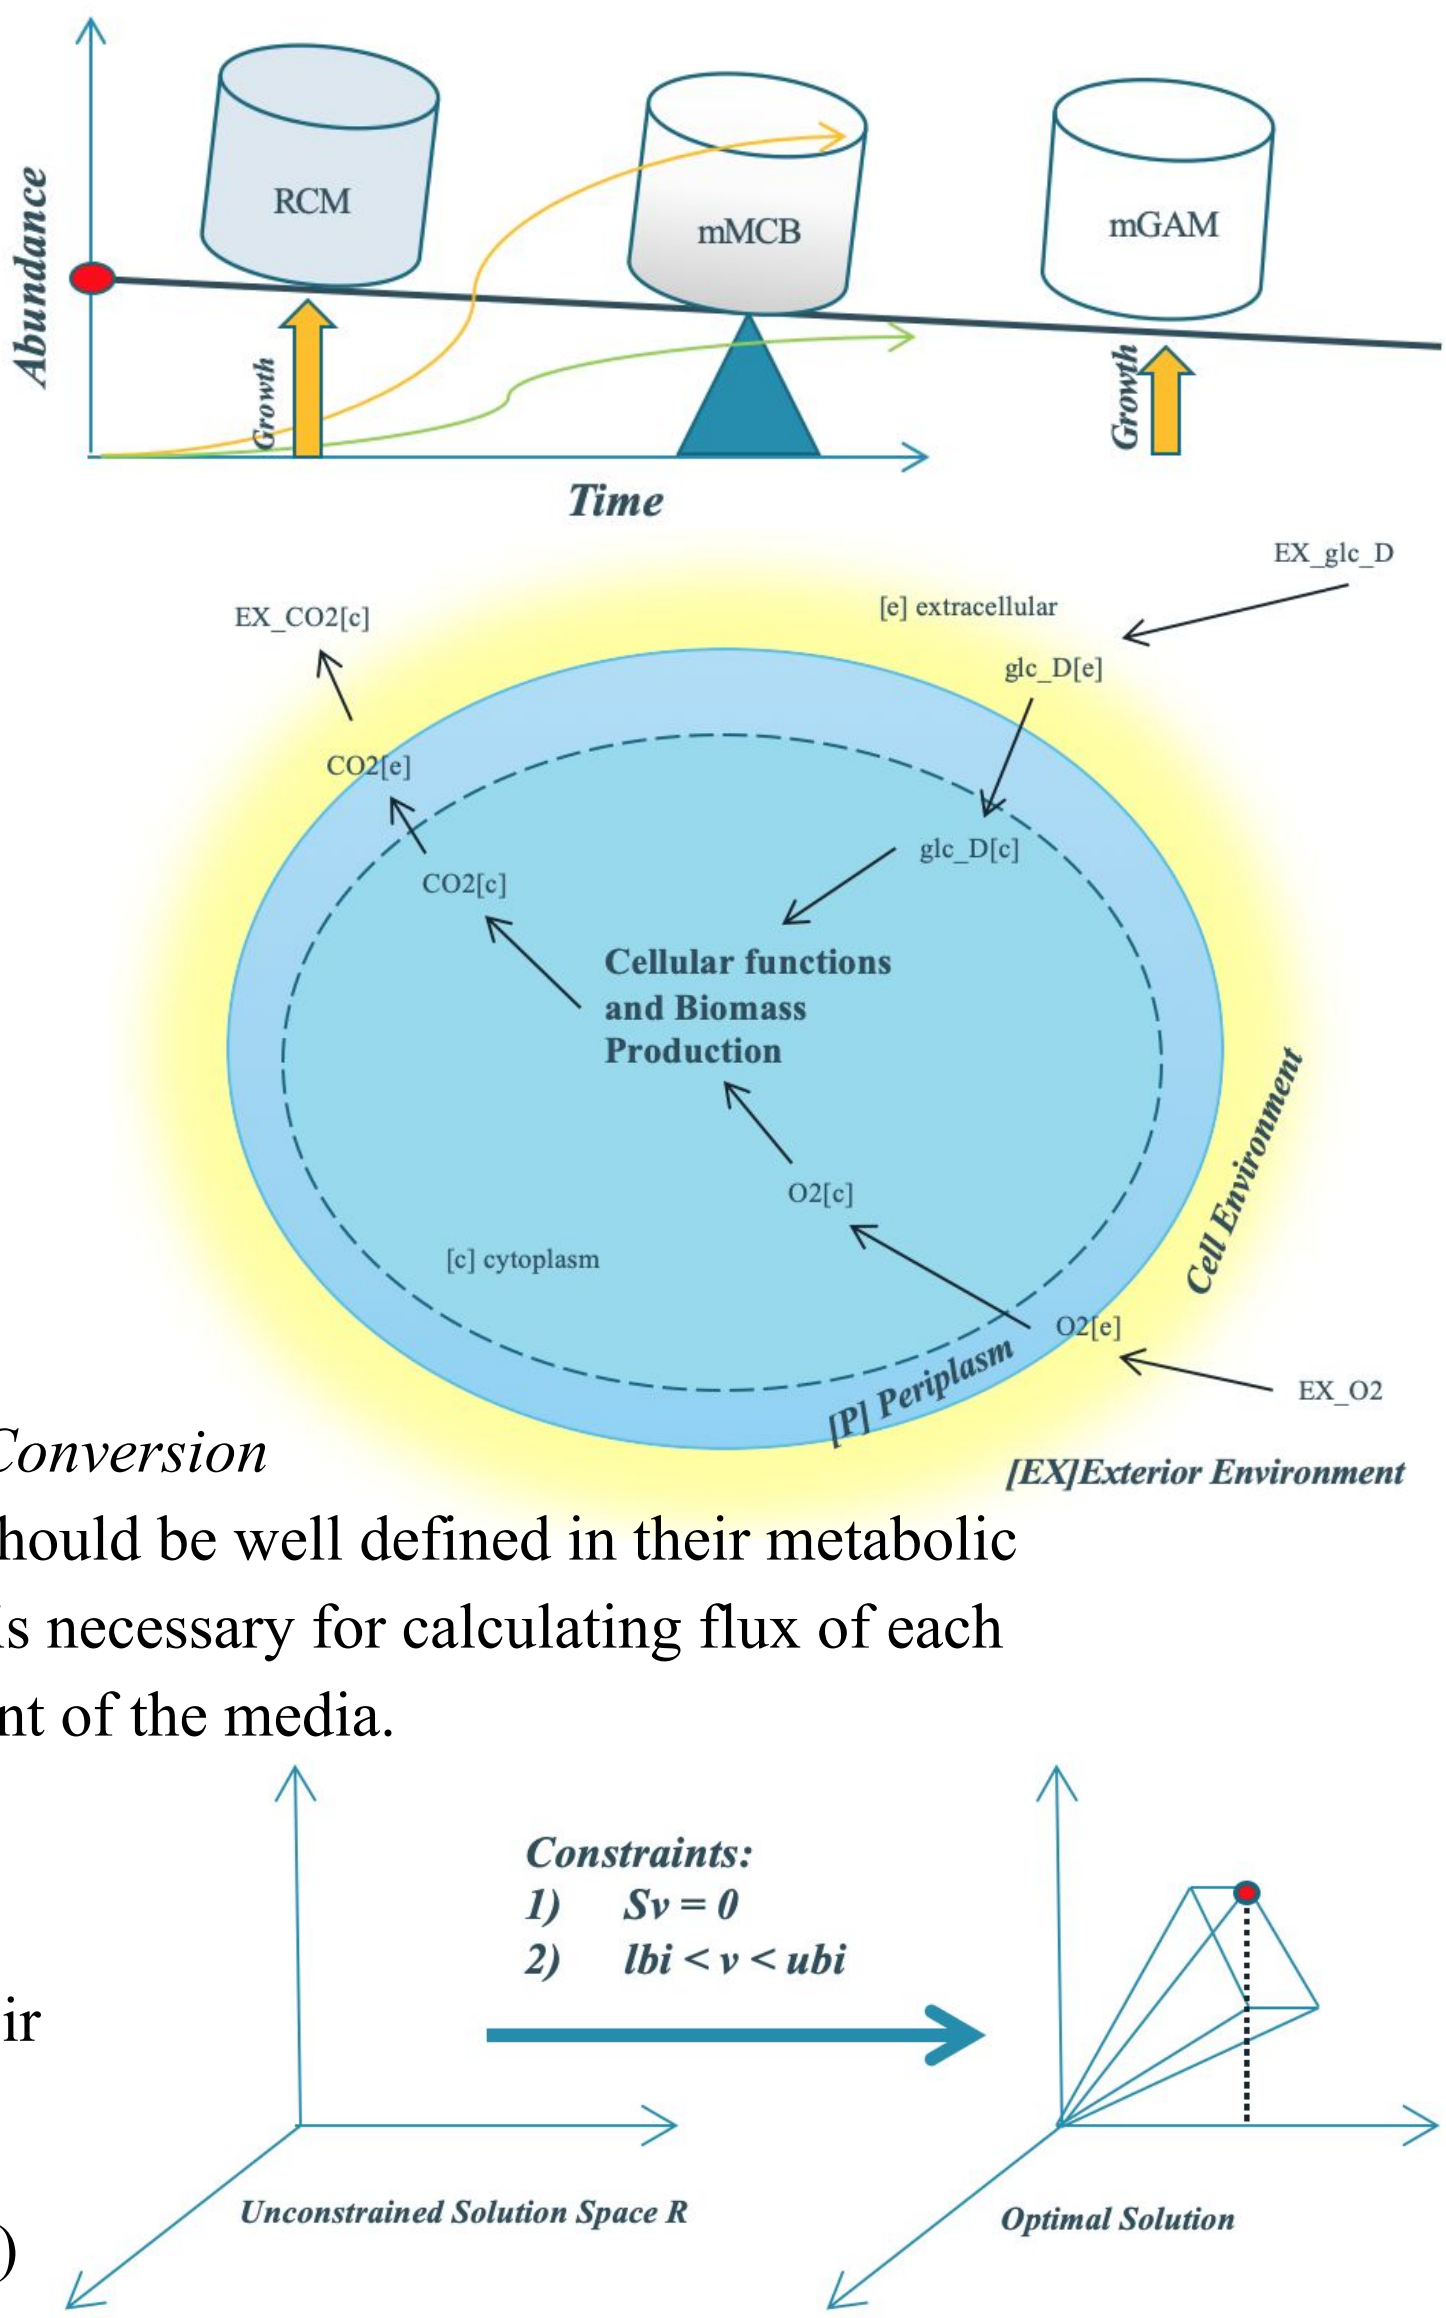 Abundance
RCM
mMCB
mGAM
Growth
Growth
Time
EX_glc_D
[e] extracellular
EX_CO2[c]
glc_D[e]
CO2[e]
glc_D[c]
CO2[c]
Cellular functions
and Biomass
Production
O2[c]
Cell Environment
[c] cytoplasm
O2[e]
[P] Periplasm
EX_O2
Conversion
[EX]Exterior Environment
hould be well defined in their metabolic
is necessary for calculating flux of each
nt of the media.
Constraints:
1) Sv = 0
2) lbi < v < ubi
ir
Unconstrained Solution Space R
Optimal Solution
)